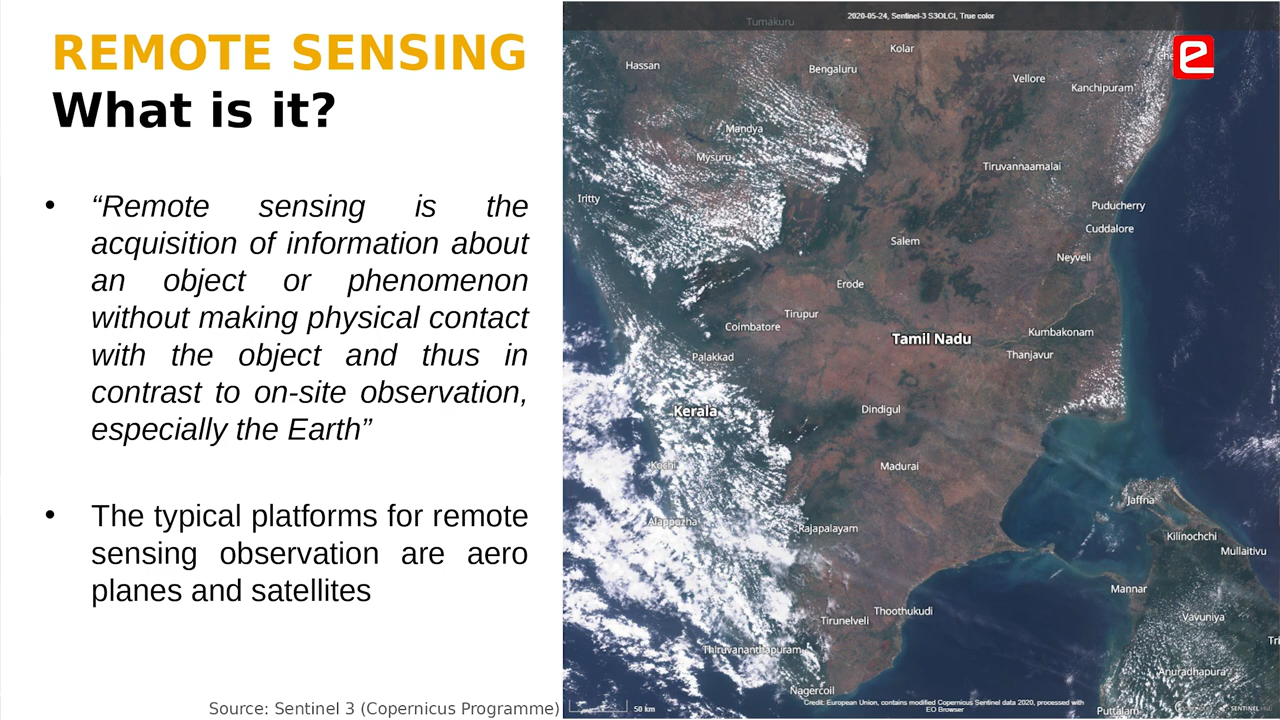 REMOTE SENSING
What is it?
• “Remote sensing is the
acquisition of information about
an object or phenomenon
without making physical contact
with the object and thus in
contrast to on-site observation,
especially the Earth”
• The typical platforms for remote
sensing observation are aero
planes and satellites
Source: Sentinel 3 (Copernicus Programme)
2020-05-24, Sentinel-3 S3OLCI, True color
Tumakuru
Kolar
e
Hassan
Bengaluru
Vellore
Kanchipuram
Mandya
Mysuru
Tiruvannaamalai
Iritty
Puducherry
Cuddalore
Salem
Neyveli
Erode
Tirupur
Coimbatore
Kumbakonam
Tamil Nadu
Palakkad
Thanjavur
Kerala
Dindigul
Kochi
Madurai
Jaffna
Alappuzha
Rajapalayam
Kilinochchi
Mullaitivu
Mannar
Thoothukudi
Tirunelveli
Vavuniya
Tri
Thiruvananthapuram
Anuradhapura
Nagercoil
Credit: European Union, contains modified Copernicus Sentinel data 2020, processed with
EO Browser
50 km
Puttalam
SENTINEL HUB